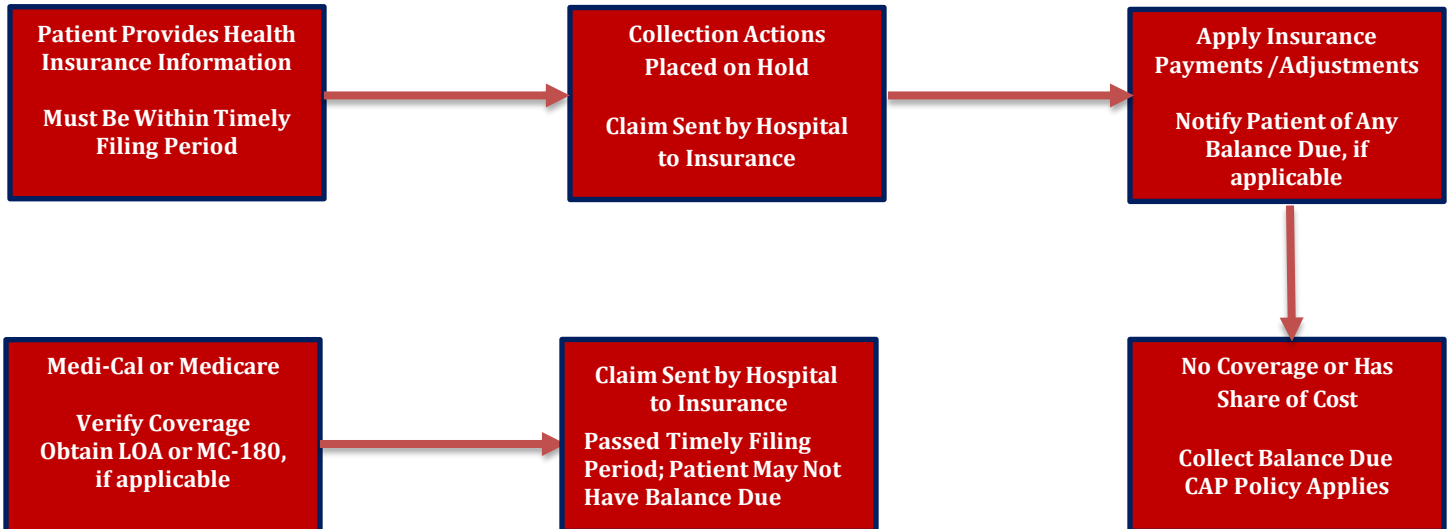 Patient Provides Health
Insurance Information
Must Be Within Timely
Filing Period
Collection Actions
Placed on Hold
Claim Sent by Hospital
to Insurance
Apply Insurance
Payments /Adjustments
Notify Patient of Any
Balance Due, if
applicable
Medi-Cal or Medicare
Verify Coverage
Obtain LOA or MC-180,
if applicable
Claim Sent by Hospital
to Insurance
Passed Timely Filing
Period; Patient May Not
Have Balance Due
No Coverage or Has
Share of Cost
Collect Balance Due
CAP Policy Applies